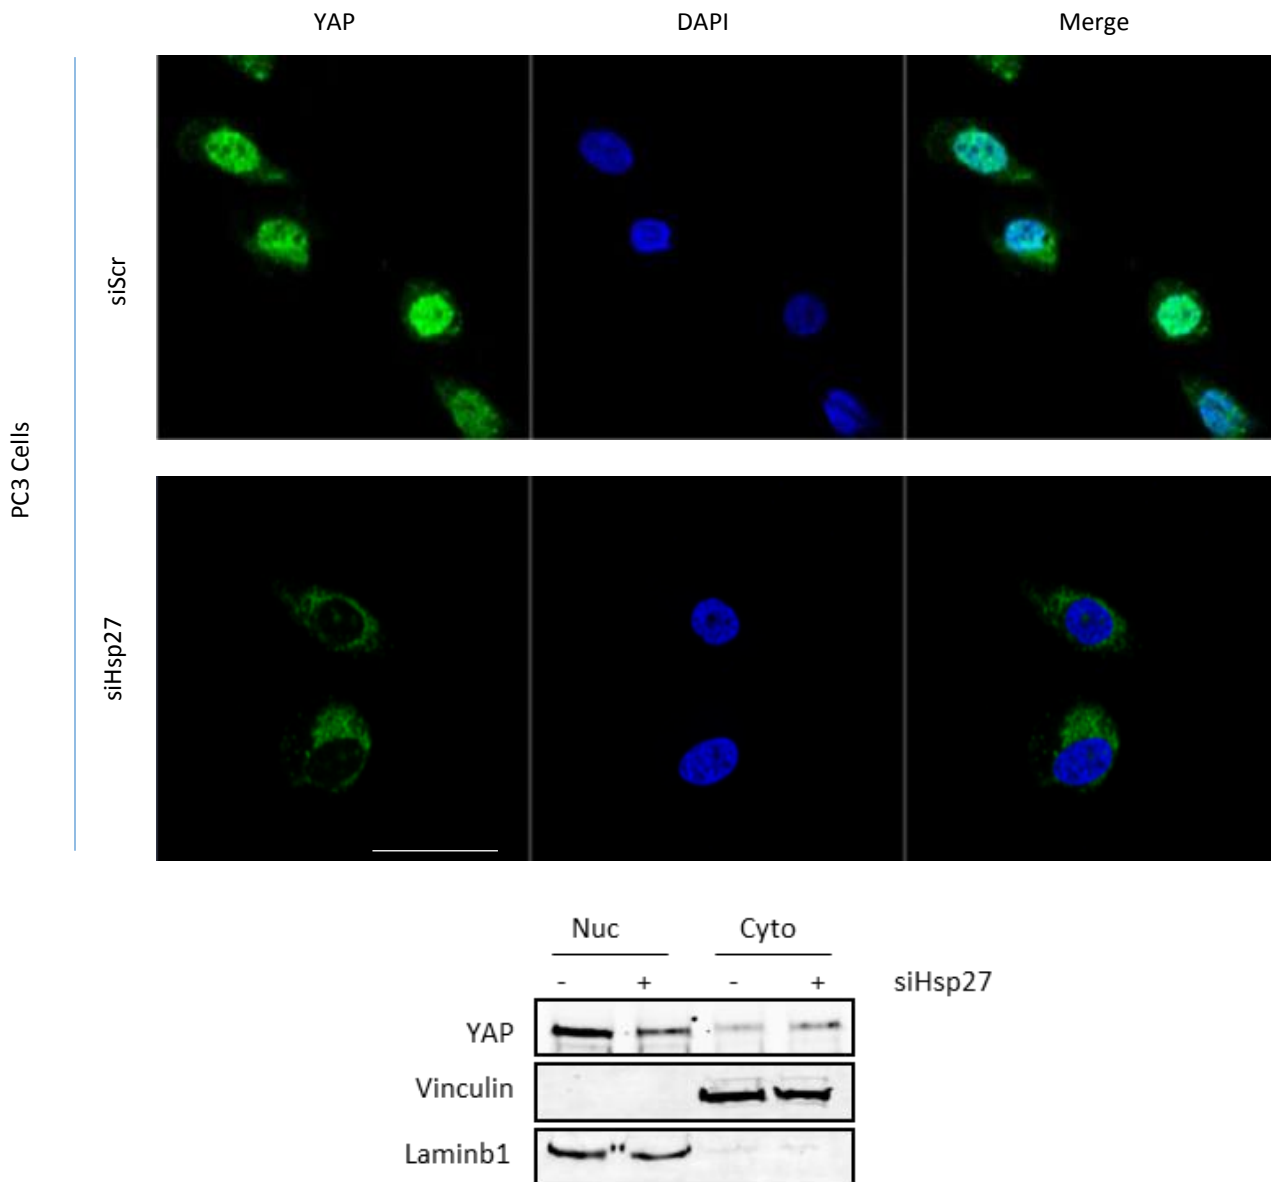 YAP DAPI Merge
siScr
PC3 Cells
siHsp27
Nuc Cyto
- + - + siHsp27
YAP
Vinculin
Laminb1